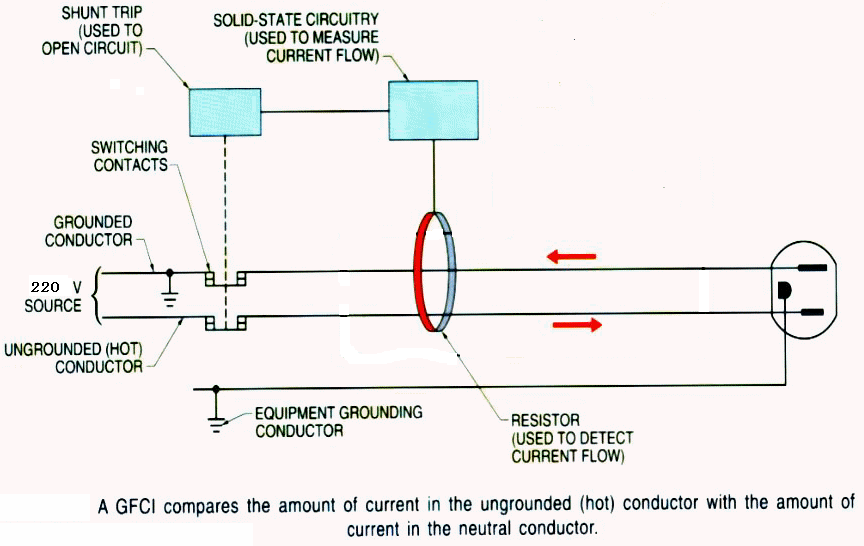 SHUNT TRIP
(USED TO
OPEN CIRCUIT)
SOLID-STATE CIRCUITRY
(USED TO MEASURE
CURRENT FLOW)
SWITCHING
CONTACTS
GROUNDED
CONDUCTOR
220 V
SOURCE
UNGROUNDED (HOT)
CONDUCTOR
EQUIPMENT GROUNDING
CONDUCTOR
RESISTOR
(USED TO DETECT
CURRENT FLOW)
A GFCI compares the amount of current in the ungrounded (hot) conductor with the amount of
current in the neutral conductor.